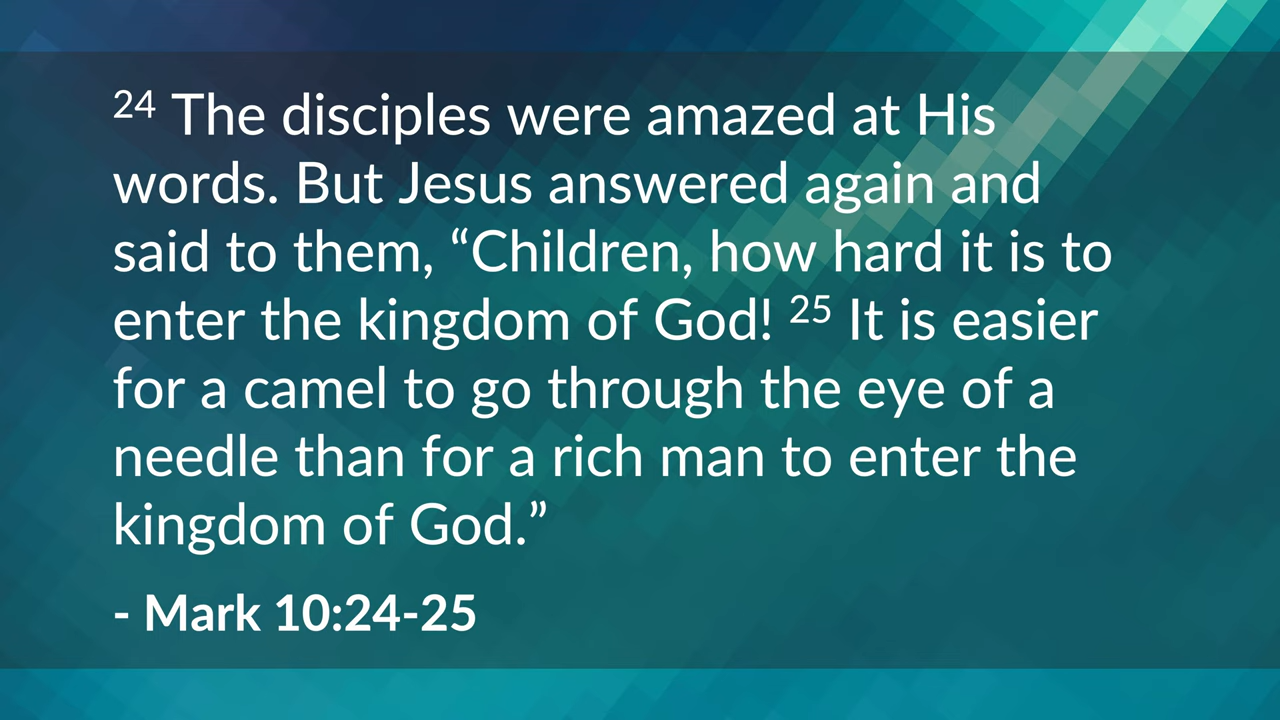 24 The disciples were amazed at His
words. But Jesus answered again and
said to them, “Children, how hard it is to
enter the kingdom of God! 25 It is easier
for a camel to go through the eye of a
needle than for a rich man to enter the
kingdom of God.”
- Mark 10:24-25